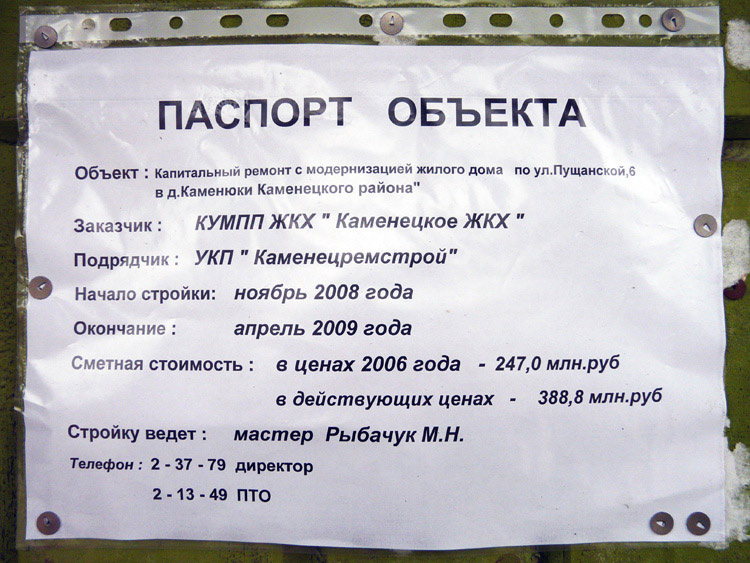 ПАСПОРТ ОБЪЕКТА
Объект : Капитальный ремонт с модернизацией жилого дома по ул.Пущанской,6
в д.Каменюки Каменецкого района"
Заказчик : КУМПП ЖКХ " Каменецкое ЖКХ "
Подрядчик : УКП " Каменецремстрой"
Начало стройки: ноябрь 2008 года
Окончание : апрель 2009 года
Сметная стоимость : в ценах 2006 года - 247,0 млн.руб
в действующих ценах - 388,8 млн.руб
Стройку ведет : мастер Рыбачук М.Н.
Телефон : 2 - 37 - 79 директор
2 - 13 - 49 ПТО